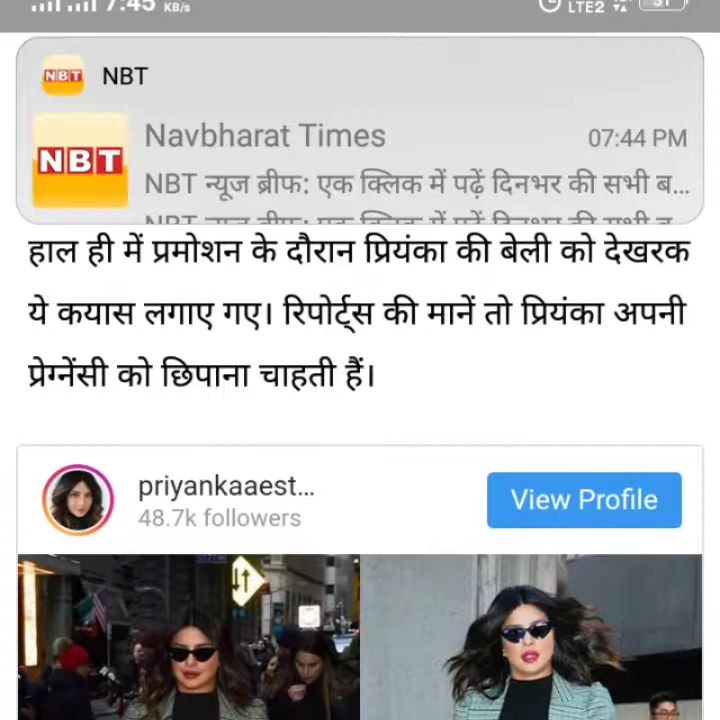 7:45 KB/s LTE2 31
NBT NBT
Navbharat Times 07:44 PM
NBT
NBT न्यूज ब्रीफ: एक क्लिक में पढ़ें दिनभर की सभी ब...
हाल ही में प्रमोशन के दौरान प्रियंका की बेली को देखरक
ये कयास लगाए गए। रिपोर्ट्स की मानें तो प्रियंका अपनी
प्रेग्नेंसी को छिपाना चाहती हैं।
priyankaaest...
View Profile
48.7k followers